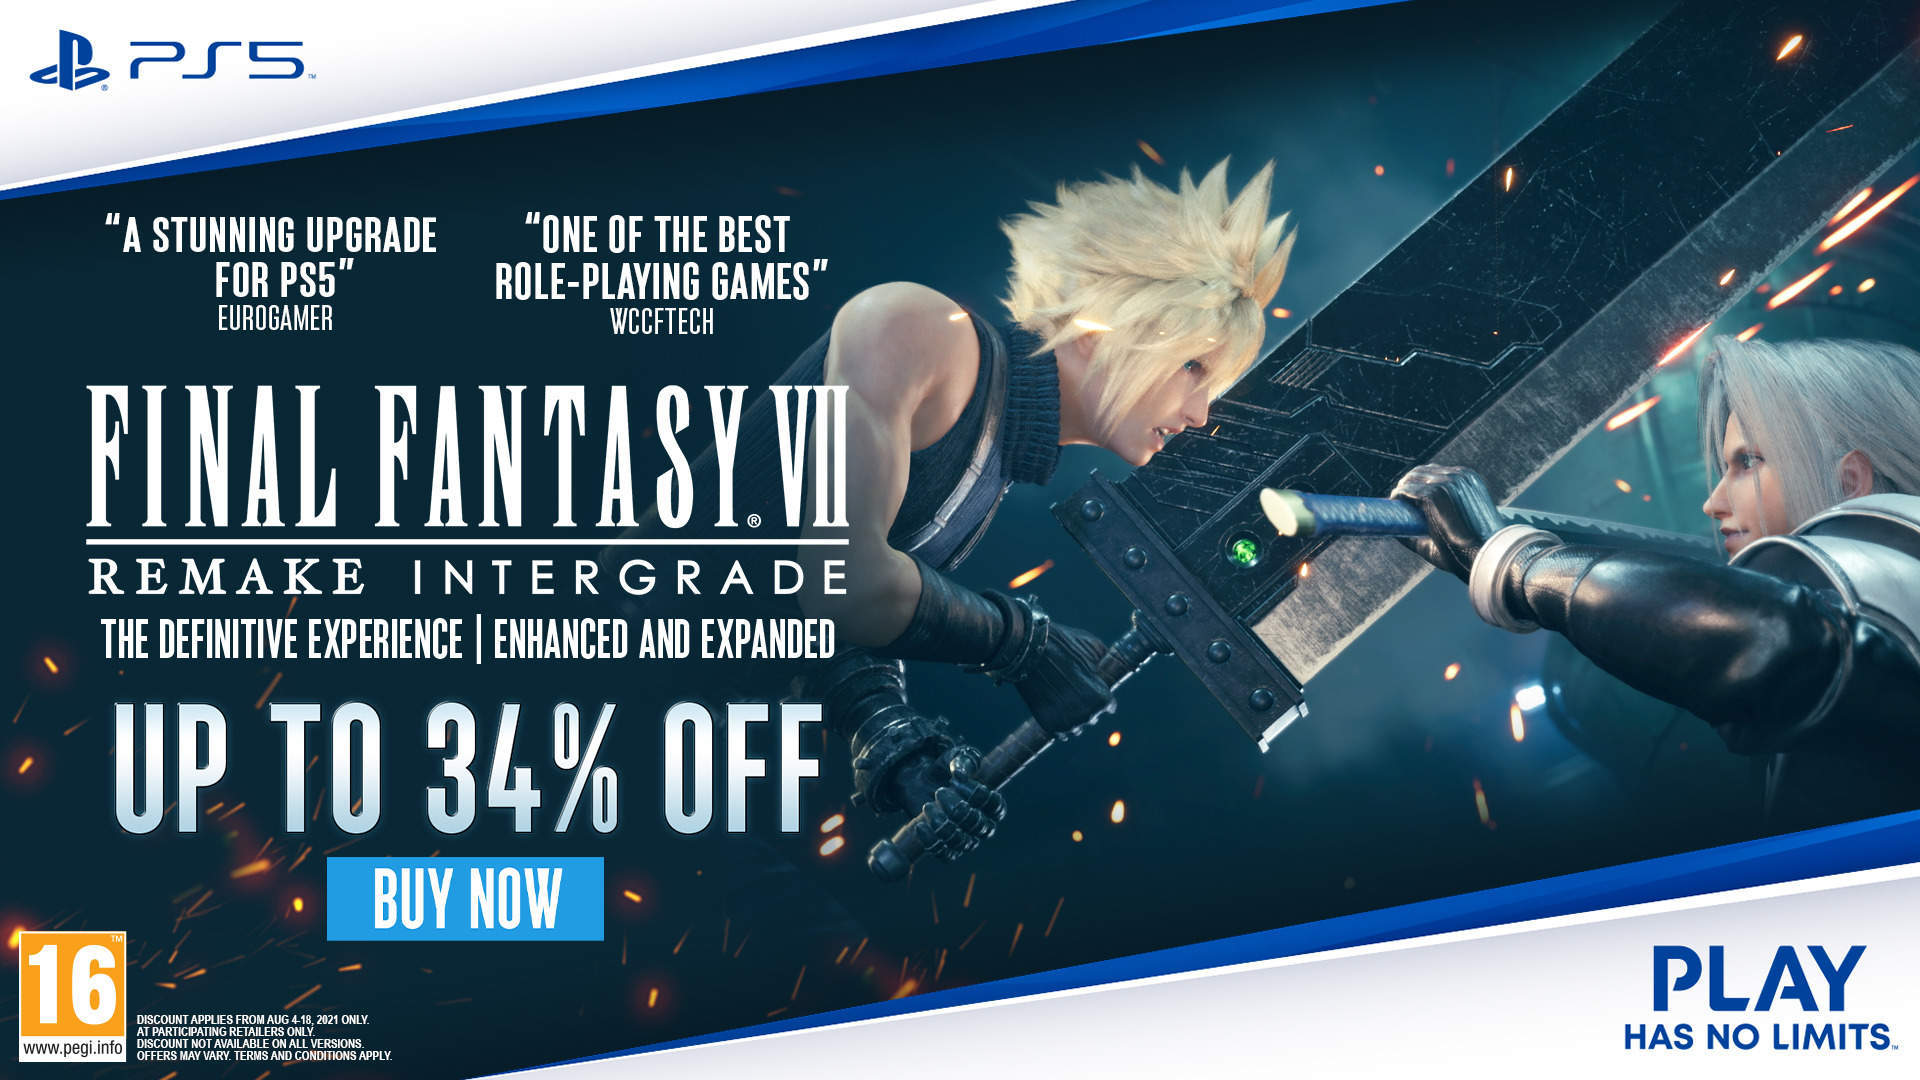 PS5™
“A STUNNING UPGRADE
FOR PS5”
EUROGAMER
“ONE OF THE BEST
ROLE-PLAYING GAMES”
WCCFTECH
FINAL FANTASY® VII
REMAKE INTERGRADE
THE DEFINITIVE EXPERIENCE | ENHANCED AND EXPANDED
UP TO 34% OFF
BUY NOW
16™
www.pegi.info
DISCOUNT APPLIES FROM AUG 4-18, 2021 ONLY.
AT PARTICIPATING RETAILERS ONLY.
DISCOUNT NOT AVAILABLE ON ALL VERSIONS.
OFFERS MAY VARY. TERMS AND CONDITIONS APPLY.
PLAY
HAS NO LIMITS™